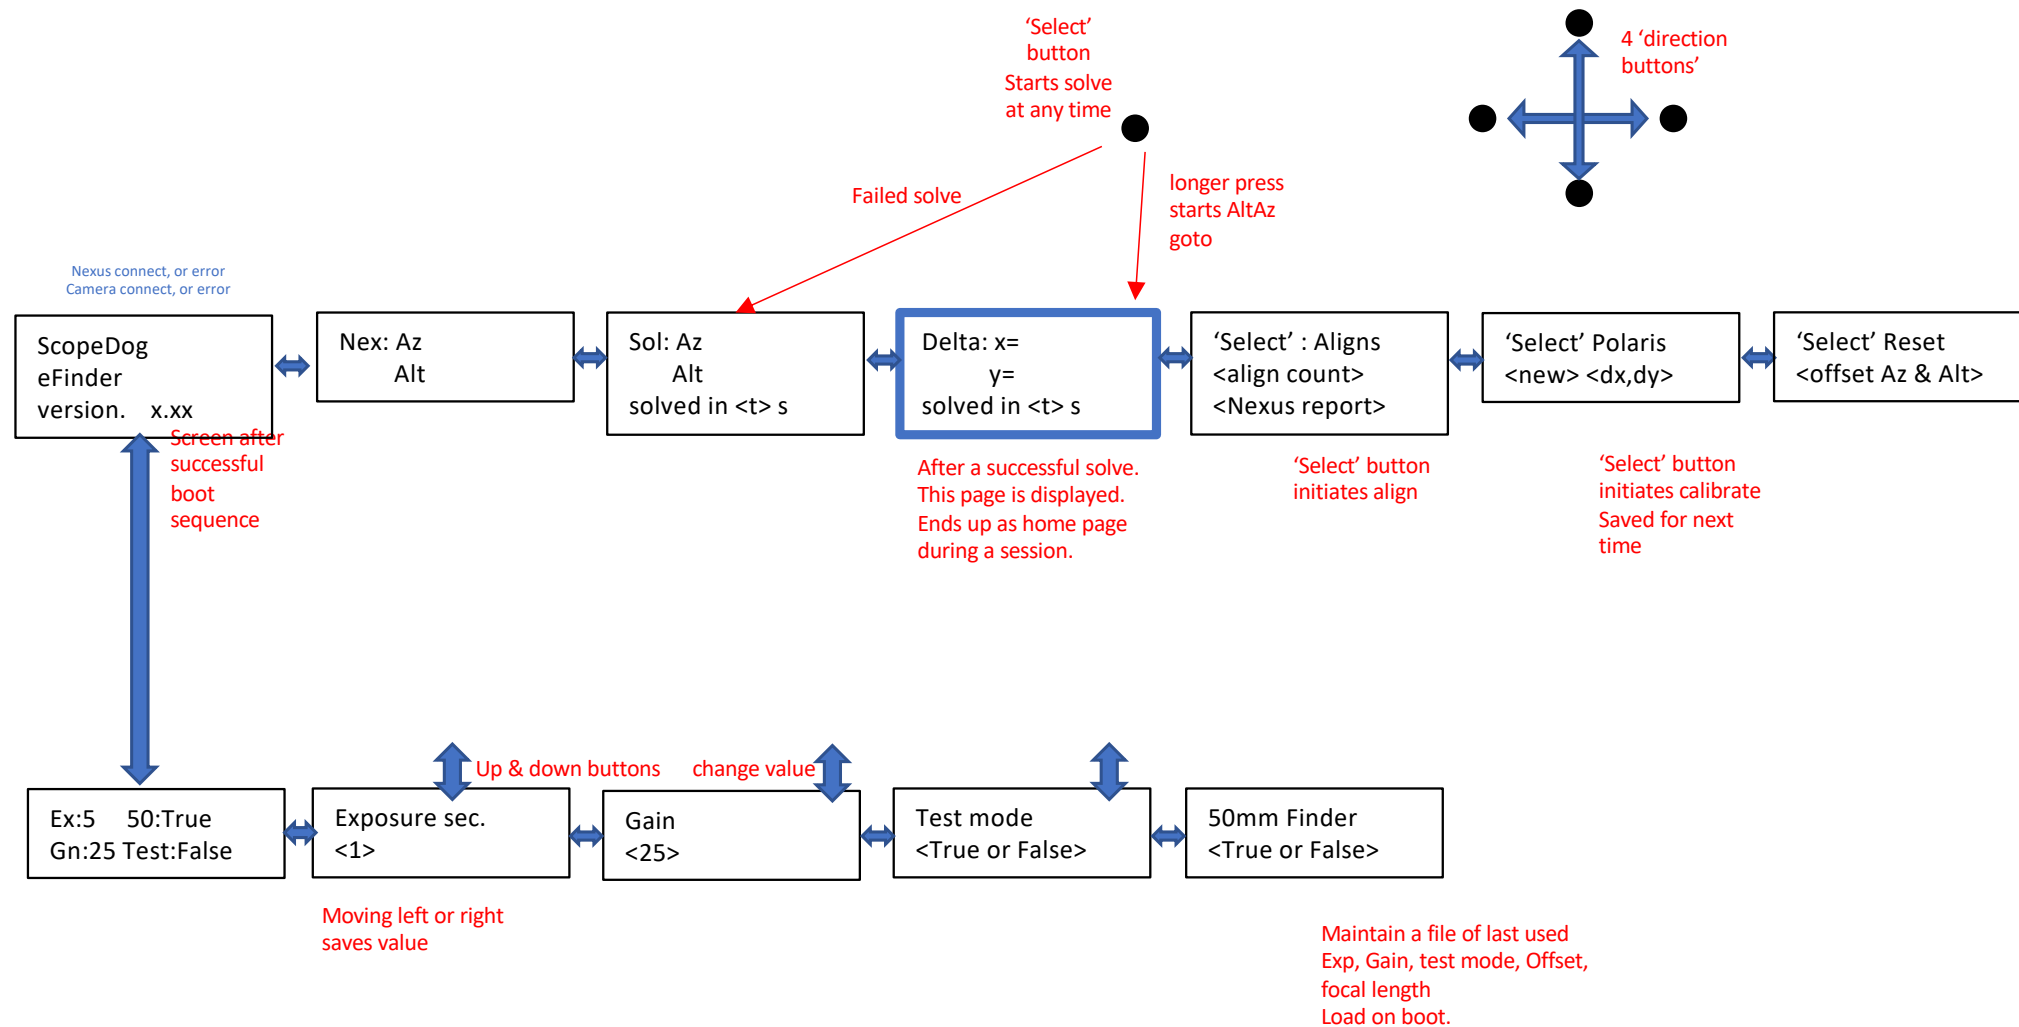 ‘Select’
button
Starts solve
at any time
4 ‘direction
buttons’
Failed solve
longer press
starts AltAz
goto
Nexus connect, or error
Camera connect, or error
ScopeDog
eFinder
version. x.xx
Nex: Az
Alt
Sol: Az
Alt
solved in <t> s
Delta: x=
y=
solved in <t> s
‘Select’ : Aligns
<align count>
<Nexus report>
‘Select’ Polaris
<new> <dx,dy>
‘Select’ Reset
<offset Az & Alt>
Screen after
successful
boot
sequence
After a successful solve.
This page is displayed.
Ends up as home page
during a session.
‘Select’ button
initiates align
‘Select’ button
initiates calibrate
Saved for next
time
Up & down buttons change value
Ex:5 50:True
Gn:25 Test:False
Exposure sec.
<1>
Gain
<25>
Test mode
<True or False>
50mm Finder
<True or False>
Moving left or right
saves value
Maintain a file of last used
Exp, Gain, test mode, Offset,
focal length
Load on boot.